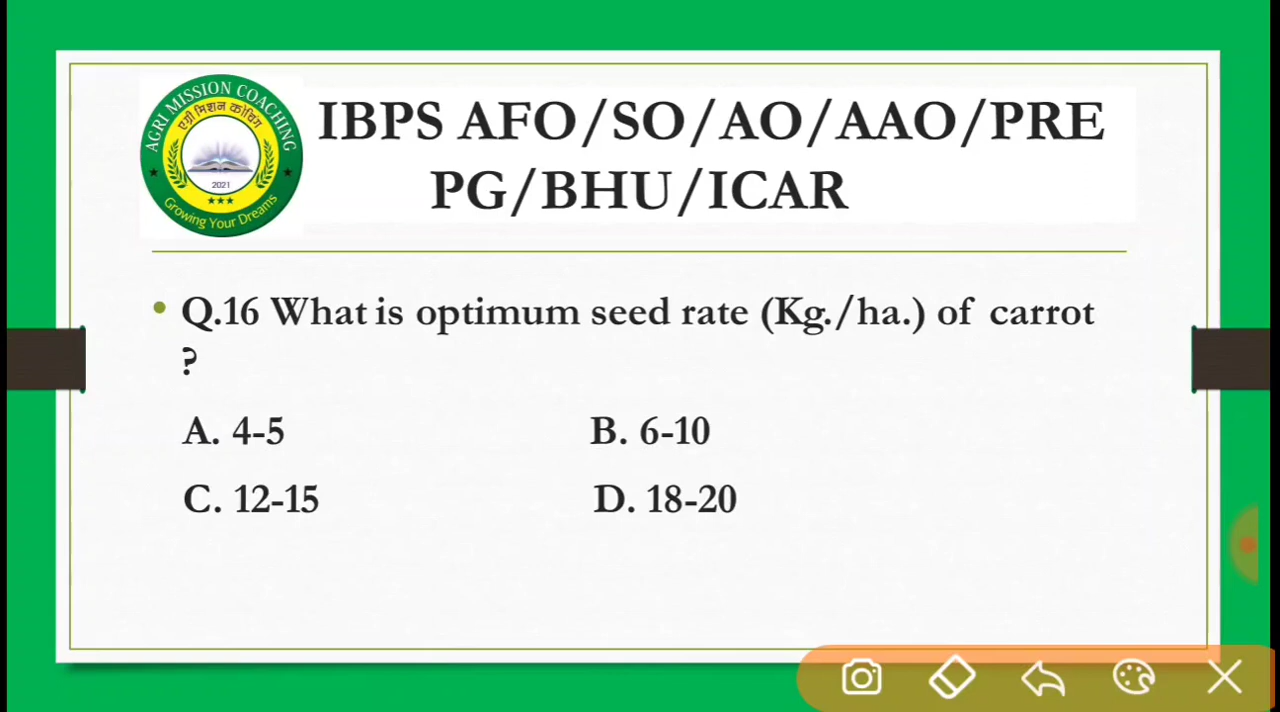 AGRI MISSION COACHING
एग्री मिशन कोचिंग
2021
Growing Your Dreams
IBPS AFO/SO/AO/AAO/PRE
PG/BHU/ICAR
• Q.16 What is optimum seed rate (Kg./ha.) of carrot
?
A. 4-5 B. 6-10
C. 12-15 D. 18-20